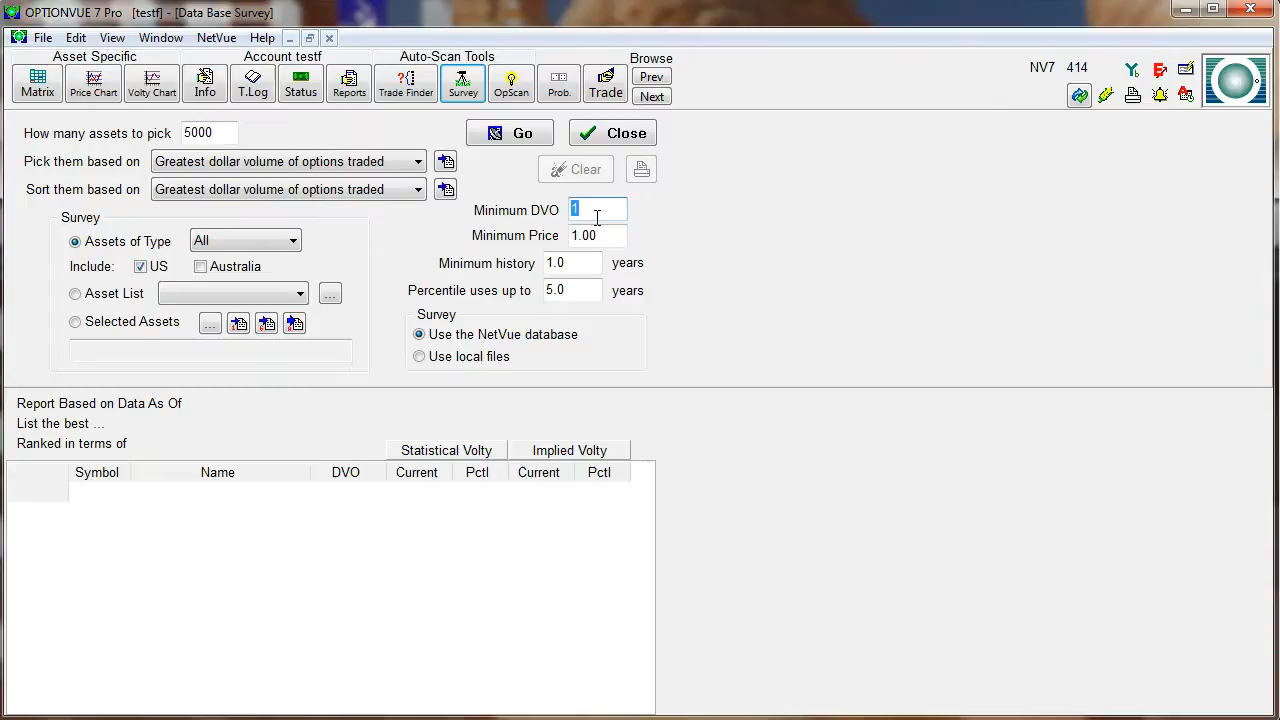 OPTIONVUE 7 Pro [testf] - [Data Base Survey]
File Edit View Window NetVue Help
Asset Specific Account testf Auto-Scan Tools Browse
Matrix Price Chart Volty Chart Info T.Log Status Reports Trade Finder Survey OpScan Prob. Trade Prev
Next
NV7 414
How many assets to pick 5000 Go Close
Pick them based on Greatest dollar volume of options traded Clear
Sort them based on Greatest dollar volume of options traded
Minimum DVO 1
Minimum Price 1.00
Minimum history 1.0 years
Percentile uses up to 5.0 years
Survey
Assets of Type All
Include: US Australia
Asset List ...
Selected Assets ...
Survey
Use the NetVue database
Use local files
Report Based on Data As Of
List the best ...
Ranked in terms of
Statistical Volty Implied Volty
Symbol Name DVO Current Pctl Current Pctl